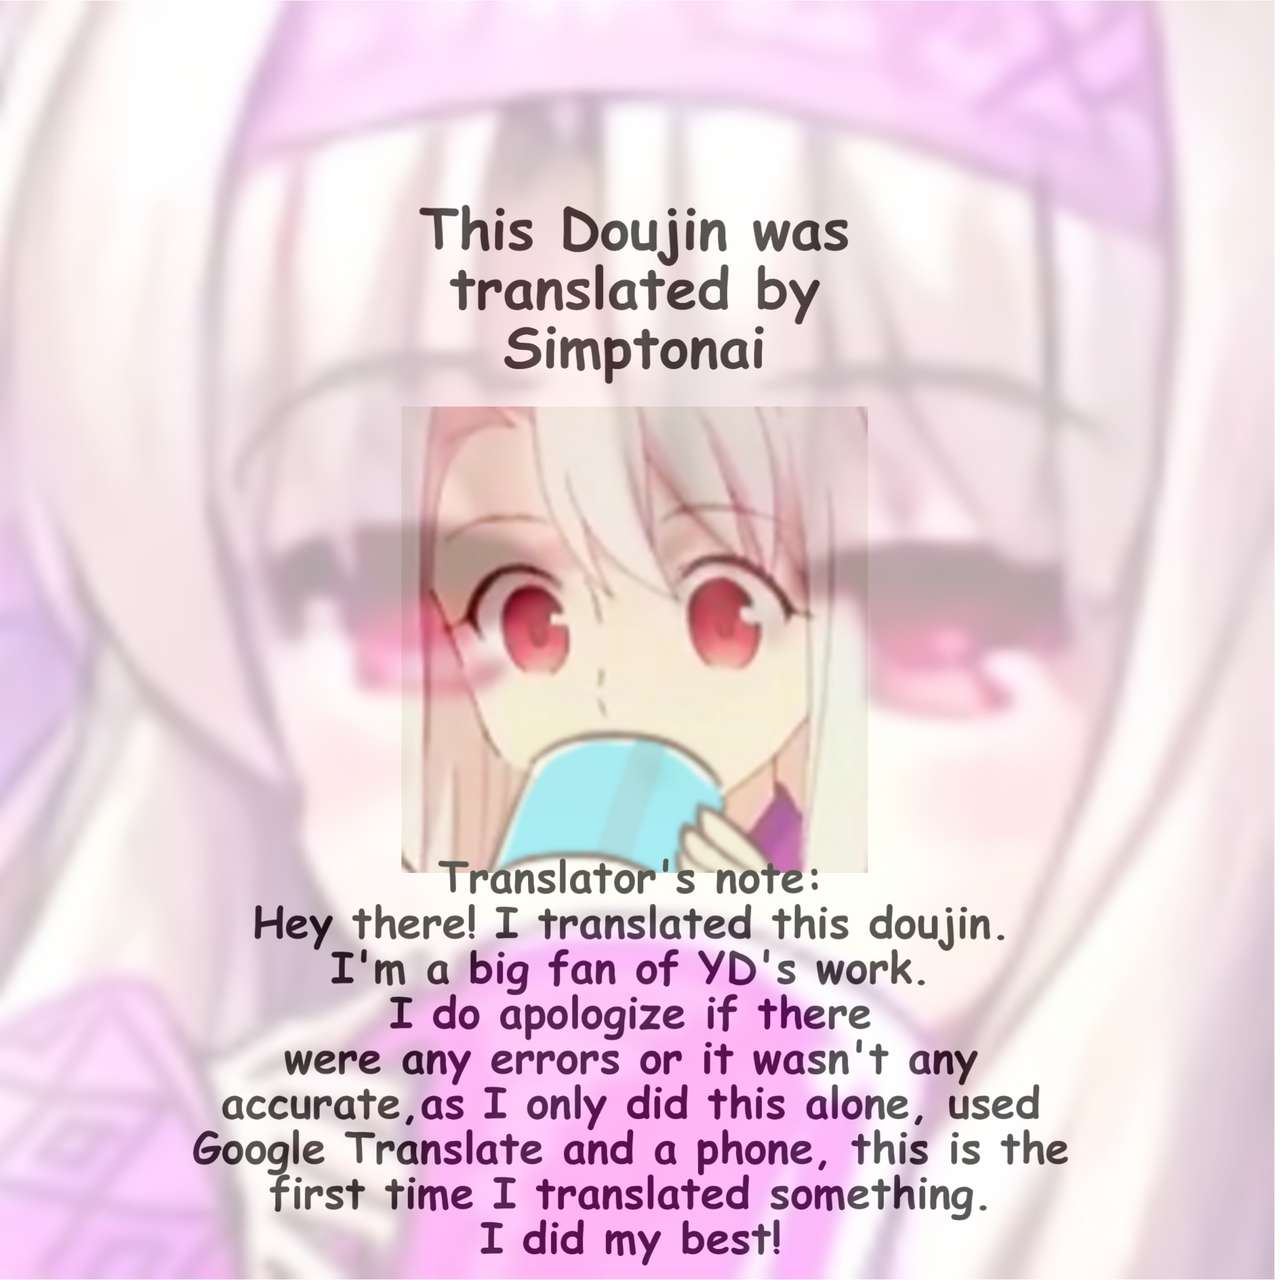 This Doujin was
translated by
Simptonai
Translator's note:
Hey there! I translated this doujin.
I'm a big fan of YD's work.
I do apologize if there
were any errors or it wasn't any
accurate,as I only did this alone, used
Google Translate and a phone, this is the
first time I translated something.
I did my best!